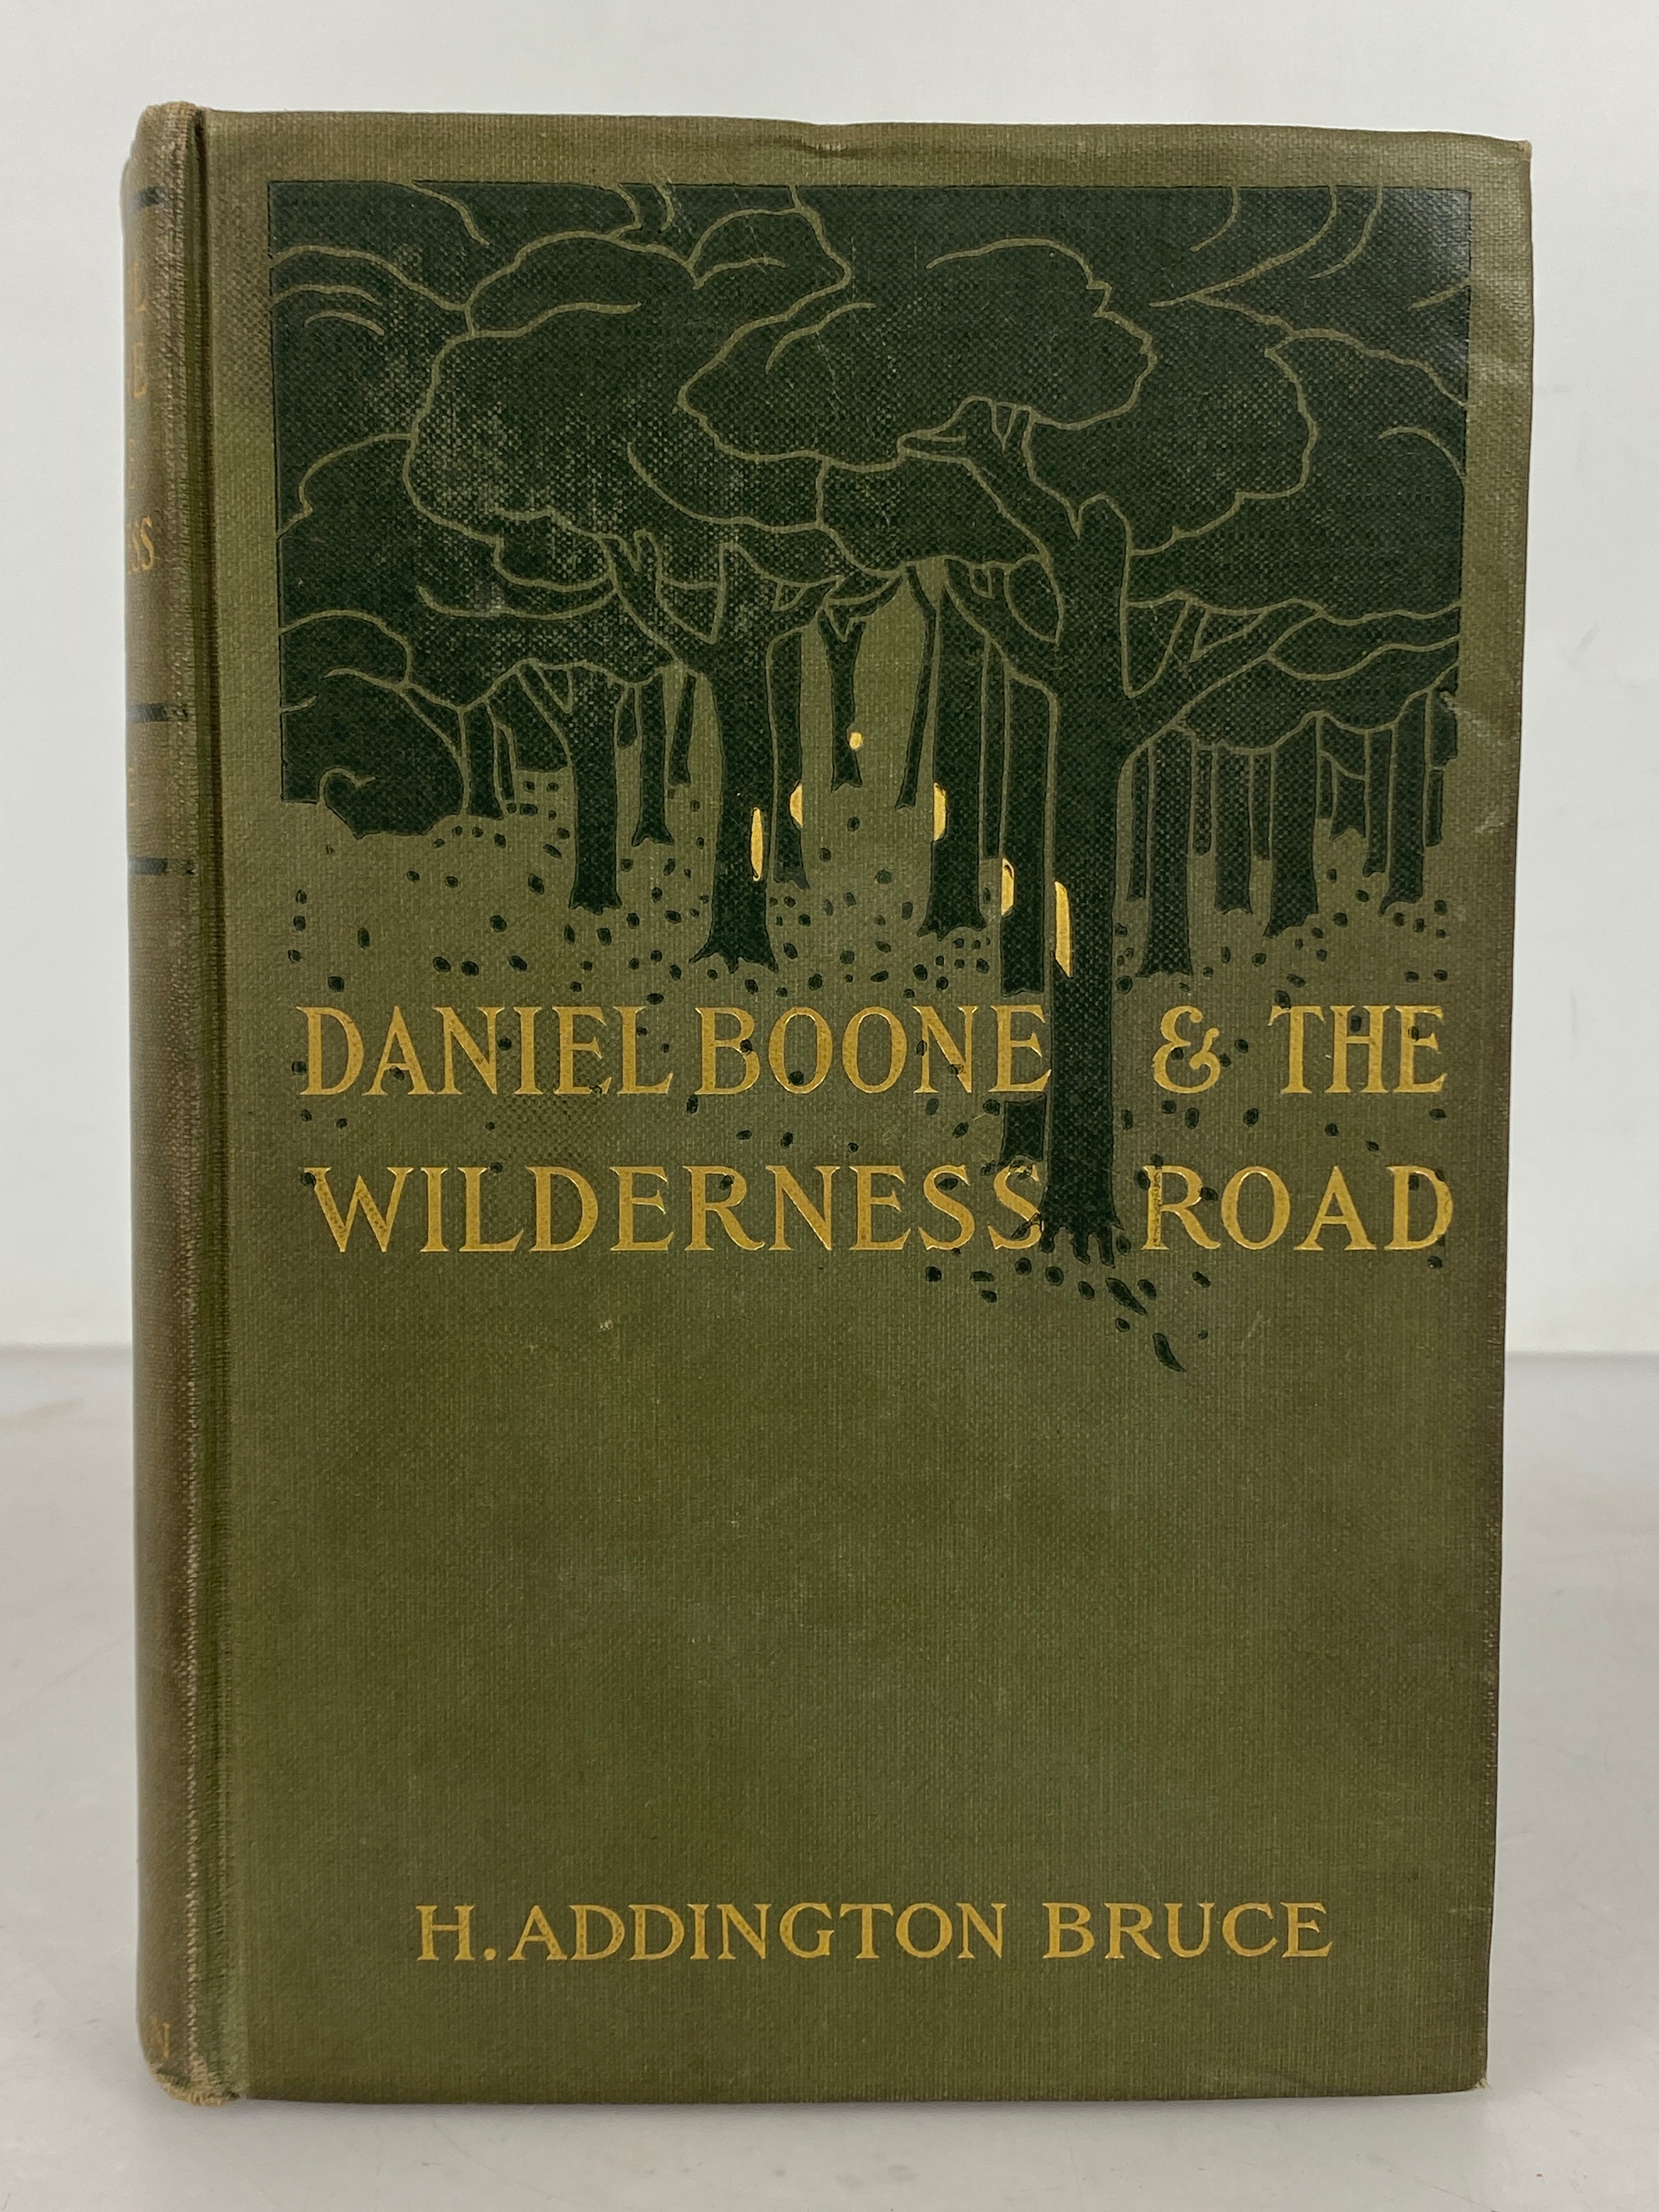 DANIEL BOONE & THE
WILDERNESS ROAD
H. ADDINGTON BRUCE